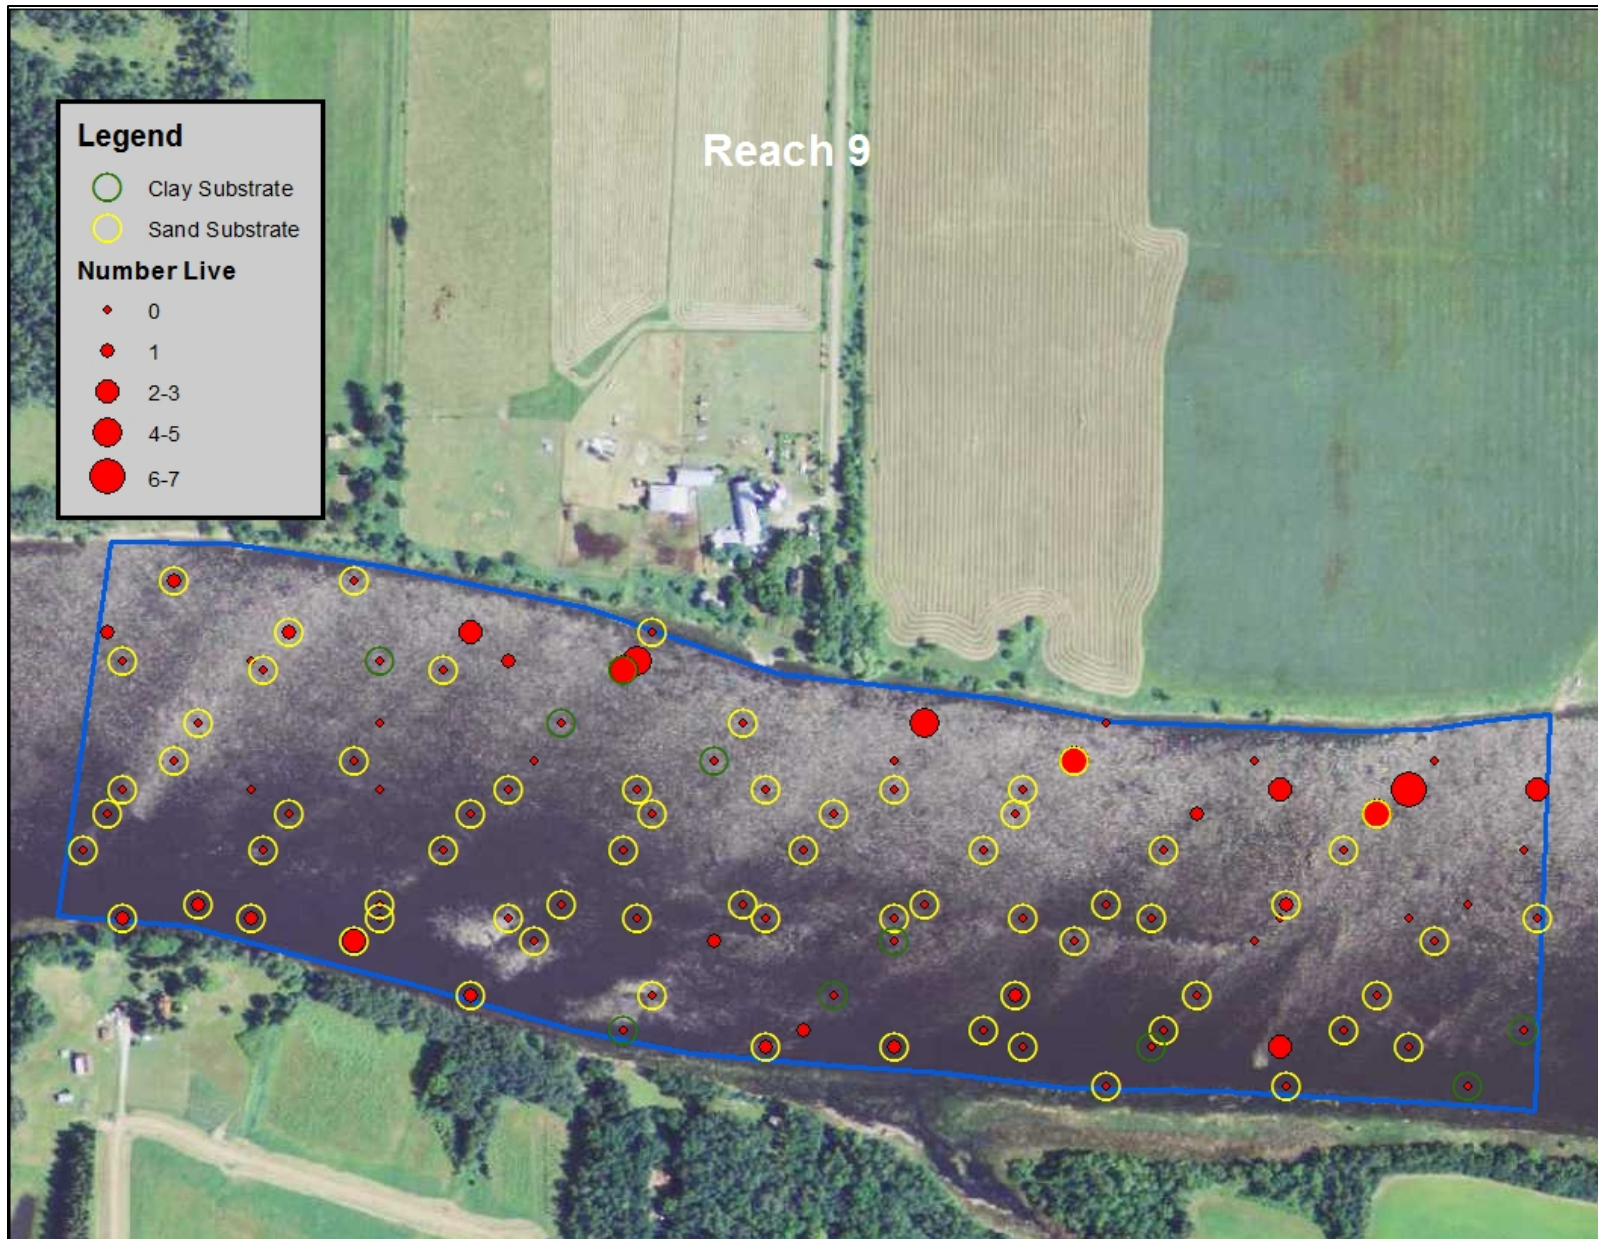 Legend
Clay Substrate
Sand Substrate
Number Live
0
1
2-3
4-5
6-7
Reach 9